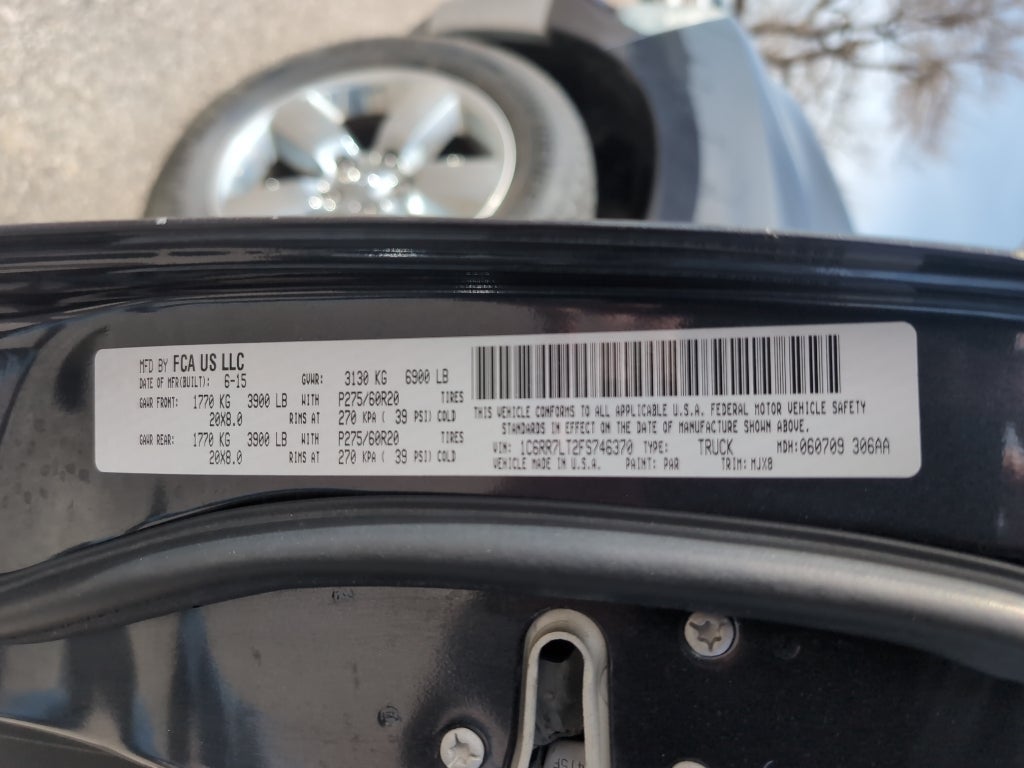 MFD BY FCA US LLC
DATE OF MFR(BUILT): 6-15 GVWR: 3130 KG 6900 LB
GAWR FRONT: 1770 KG 3900 LB WITH P275/60R20 TIRES
20X8.0 RIMS AT 270 KPA ( 39 PSI) COLD
GAWR REAR: 1770 KG 3900 LB WITH P275/60R20 TIRES
20X8.0 RIMS AT 270 KPA ( 39 PSI) COLD
THIS VEHICLE CONFORMS TO ALL APPLICABLE U.S.A. FEDERAL MOTOR VEHICLE SAFETY
STANDARDS IN EFFECT ON THE DATE OF MANUFACTURE SHOWN ABOVE.
VIN: 1C6RR7LT2FS746370 TYPE: TRUCK MDH:060709 306AA
VEHICLE MADE IN U.S.A. PAINT: PAR TRIM: MJX8